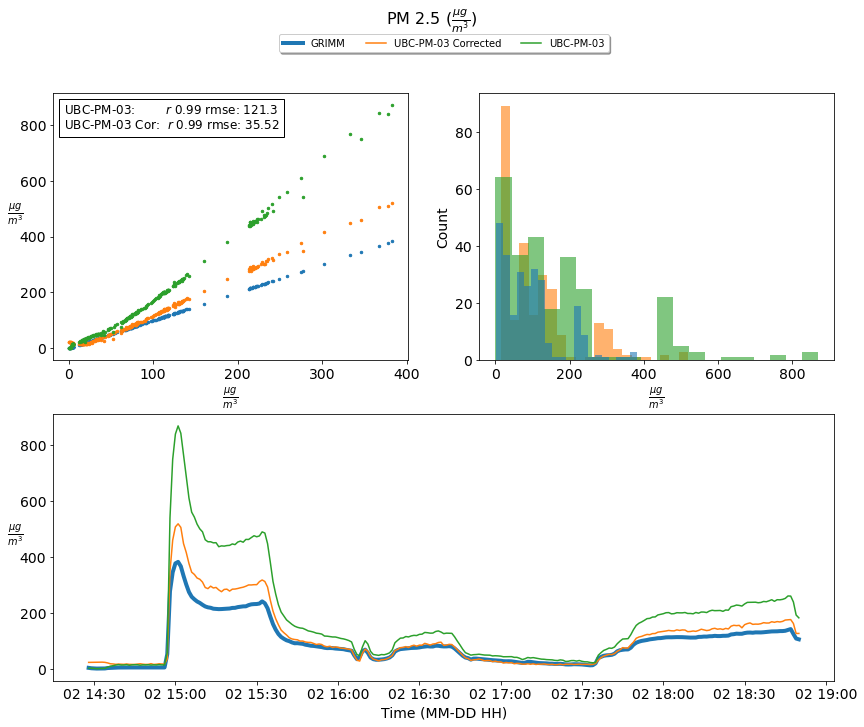 PM 2.5 (μg/m³)
GRIMM UBC-PM-03 Corrected UBC-PM-03
UBC-PM-03: r 0.99 rmse: 121.3
UBC-PM-03 Cor: r 0.99 rmse: 35.52
800
600
μg/m³
400
200
0
0 100 200 300 400
μg/m³
80
60
Count
40
20
0
0 200 400 600 800
μg/m³
800
600
μg/m³
400
200
0
02 14:30 02 15:00 02 15:30 02 16:00 02 16:30 02 17:00 02 17:30 02 18:00 02 18:30 02 19:00
Time (MM-DD HH)